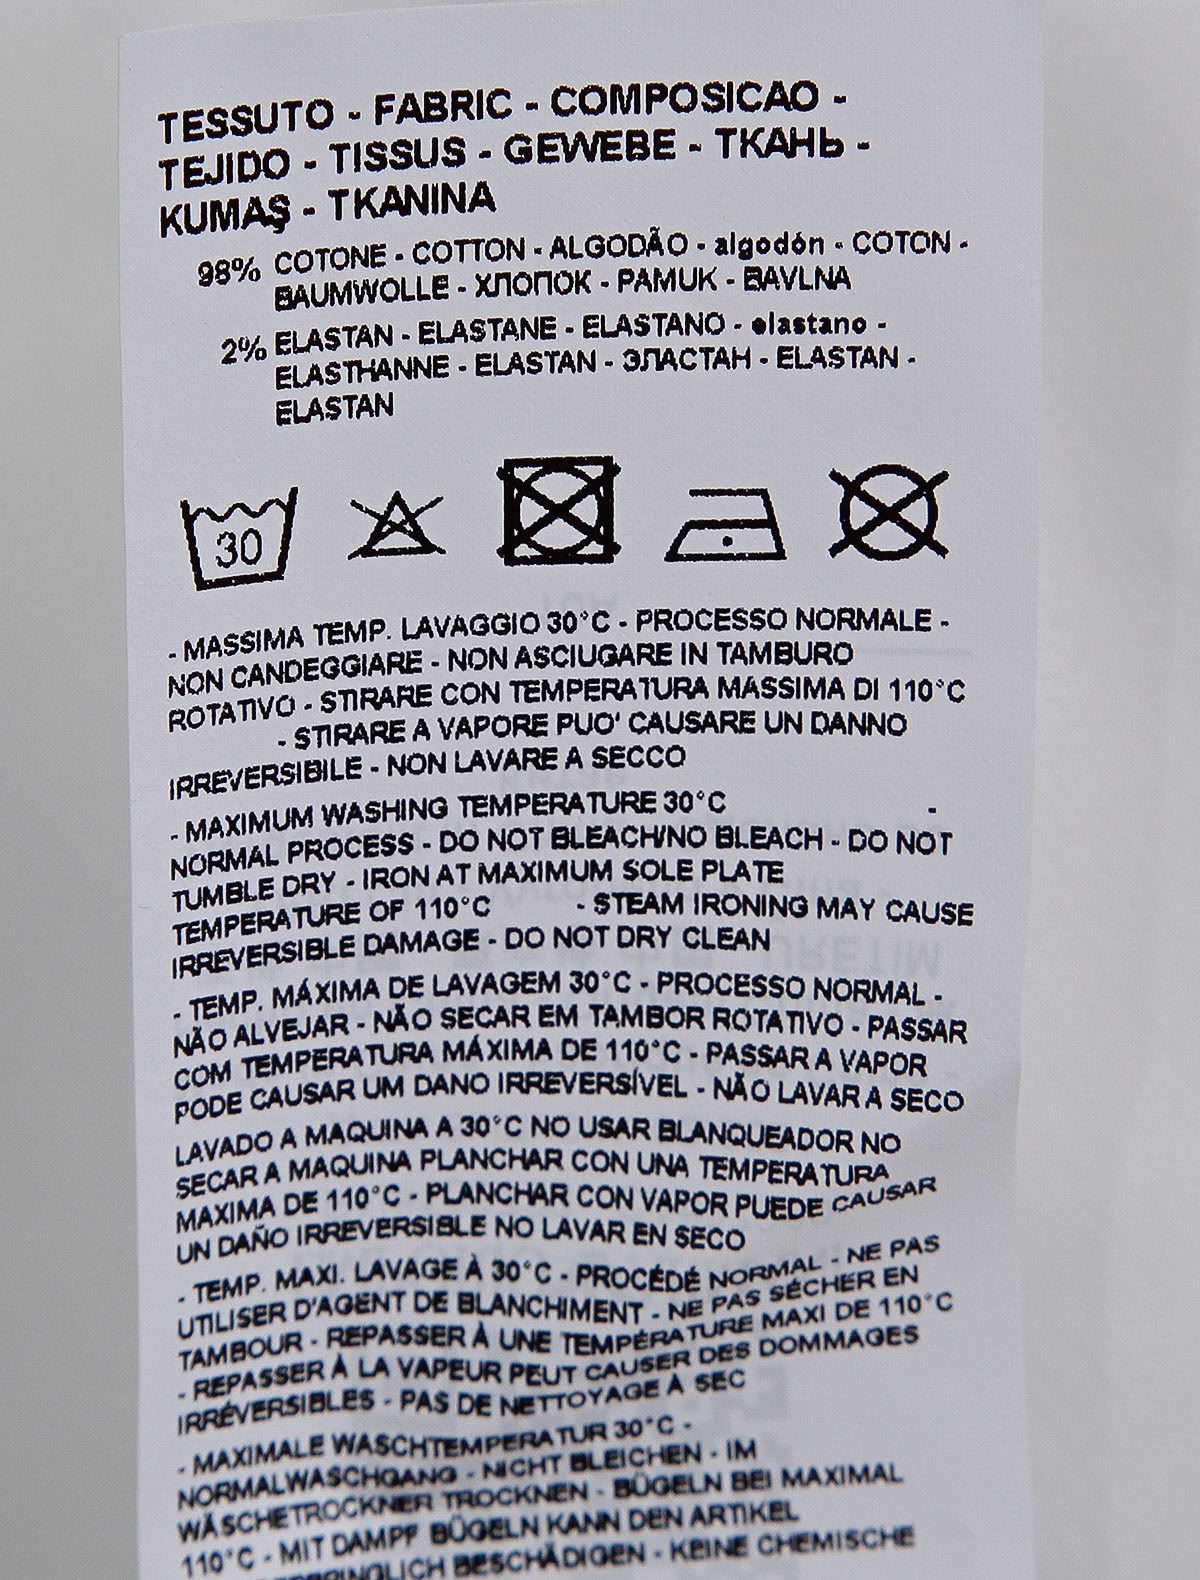 TESSUTO - FABRIC - COMPOSICAO -
TEJIDO - TISSUS - GEWEBE - ТКАНЬ -
KUMAŞ - TKANINA
98% COTONE - COTTON - ALGODÃO - algodón - COTON -
BAUMWOLLE - ХЛОПОК - PAMUK - BAVLNA
2% ELASTAN - ELASTANE - ELASTANO - elastano -
ELASTHANNE - ELASTAN - ЭЛАСТАН - ELASTAN -
ELASTAN
30
- MASSIMA TEMP. LAVAGGIO 30°C - PROCESSO NORMALE -
NON CANDEGGIARE - NON ASCIUGARE IN TAMBURO
ROTATIVO - STIRARE CON TEMPERATURA MASSIMA DI 110°C
- STIRARE A VAPORE PUO' CAUSARE UN DANNO
IRREVERSIBILE - NON LAVARE A SECCO
- MAXIMUM WASHING TEMPERATURE 30°C -
NORMAL PROCESS - DO NOT BLEACH/NO BLEACH - DO NOT
TUMBLE DRY - IRON AT MAXIMUM SOLE PLATE
TEMPERATURE OF 110°C - STEAM IRONING MAY CAUSE
IRREVERSIBLE DAMAGE - DO NOT DRY CLEAN
- TEMP. MÁXIMA DE LAVAGEM 30°C - PROCESSO NORMAL -
NÃO ALVEJAR - NÃO SECAR EM TAMBOR ROTATIVO - PASSAR
COM TEMPERATURA MÁXIMA DE 110°C - PASSAR A VAPOR
PODE CAUSAR UM DANO IRREVERSÍVEL - NÃO LAVAR A SECO
LAVADO A MAQUINA A 30°C NO USAR BLANQUEADOR NO
SECAR A MAQUINA PLANCHAR CON UNA TEMPERATURA
MAXIMA DE 110°C - PLANCHAR CON VAPOR PUEDE CAUSAR
UN DAÑO IRREVERSIBLE NO LAVAR EN SECO
- TEMP. MAXI. LAVAGE À 30°C - PROCÉDÉ NORMAL - NE PAS
UTILISER D'AGENT DE BLANCHIMENT - NE PAS SÉCHER EN
TAMBOUR - REPASSER À UNE TEMPÉRATURE MAXI DE 110°C
- REPASSER À LA VAPEUR PEUT CAUSER DES DOMMAGES
IRRÉVERSIBLES - PAS DE NETTOYAGE À SEC
- MAXIMALE WASCHTEMPERATUR 30°C -
NORMALWASCHGANG - NICHT BLEICHEN - IM
WÄSCHETROCKNER TROCKNEN - BÜGELN BEI MAXIMAL
110°C - MIT DAMPF BÜGELN KANN DEN ARTIKEL
BESCHÄDIGEN - KEINE CHEMISCHE